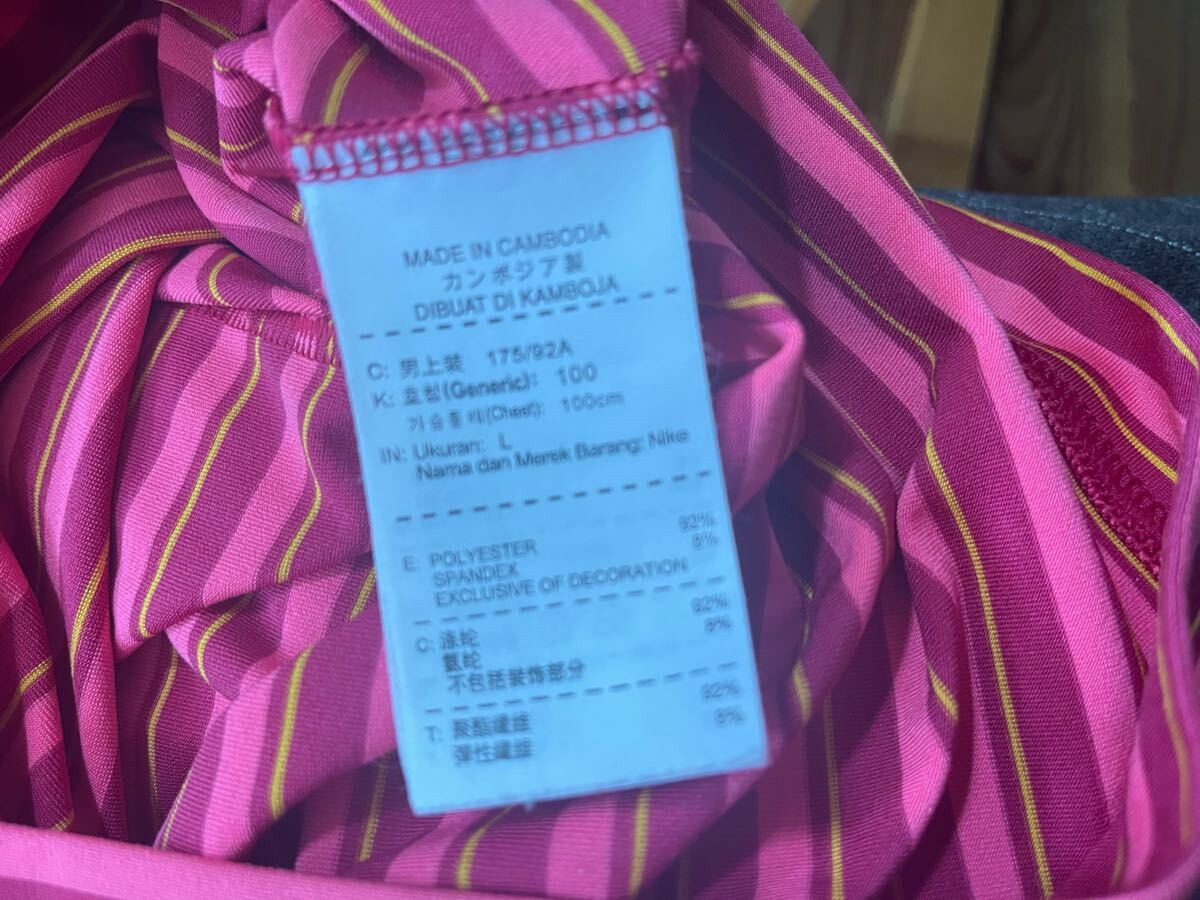 MADE IN CAMBODIA
カンボジア製
DIBUAT DI KAMBOJA
C: 男上装 175/92A
K: 호칭(Generic): 100
가슴둘레(Chest): 100cm
IN: Ukuran: L
Nama dan Merek Barang: Nike
E: POLYESTER 92%
SPANDEX 8%
EXCLUSIVE OF DECORATION
C: 涤纶 92%
氨纶 8%
不包括装饰部分
T: 聚酯纖維 92%
弹性纖維 8%